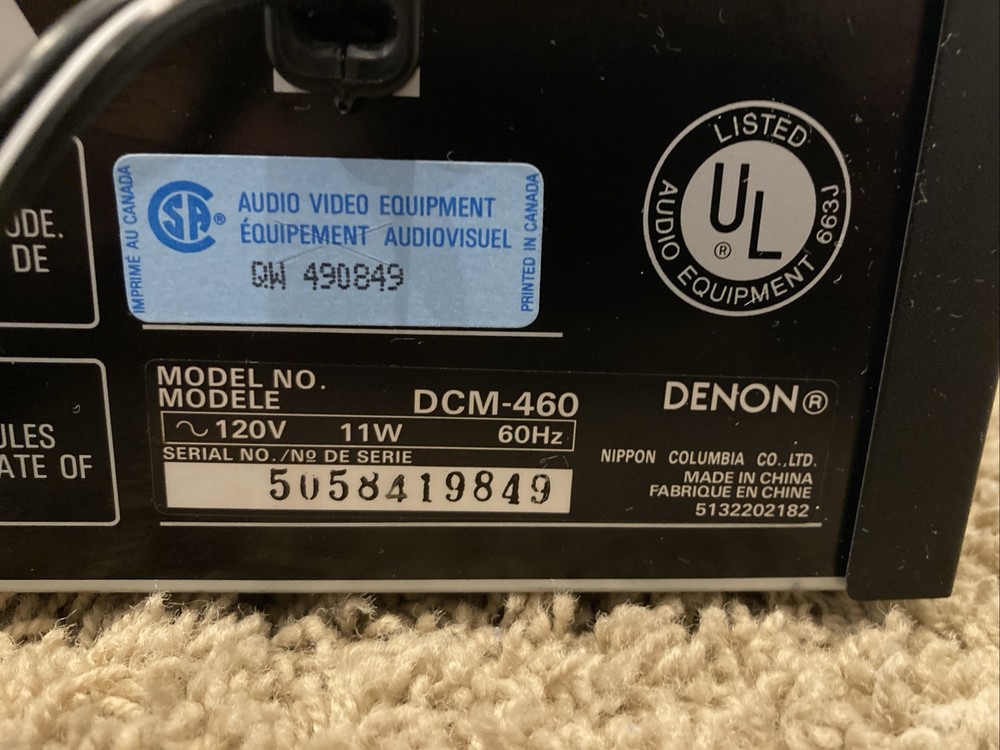 ODE.
DE
IMPRIMÉ AU CANADA
SA®
AUDIO VIDEO EQUIPMENT
ÉQUIPEMENT AUDIOVISUEL
QW 490849
PRINTED IN CANADA
LISTED
UL
®
AUDIO EQUIPMENT 663J
ULES
ATE OF
MODEL NO.
MODÈLE DCM-460
~120V 11W 60Hz
SERIAL NO./Nº DE SERIE
5058419849
DENON®
NIPPON COLUMBIA CO.,LTD.
MADE IN CHINA
FABRIQUE EN CHINE
5132202182